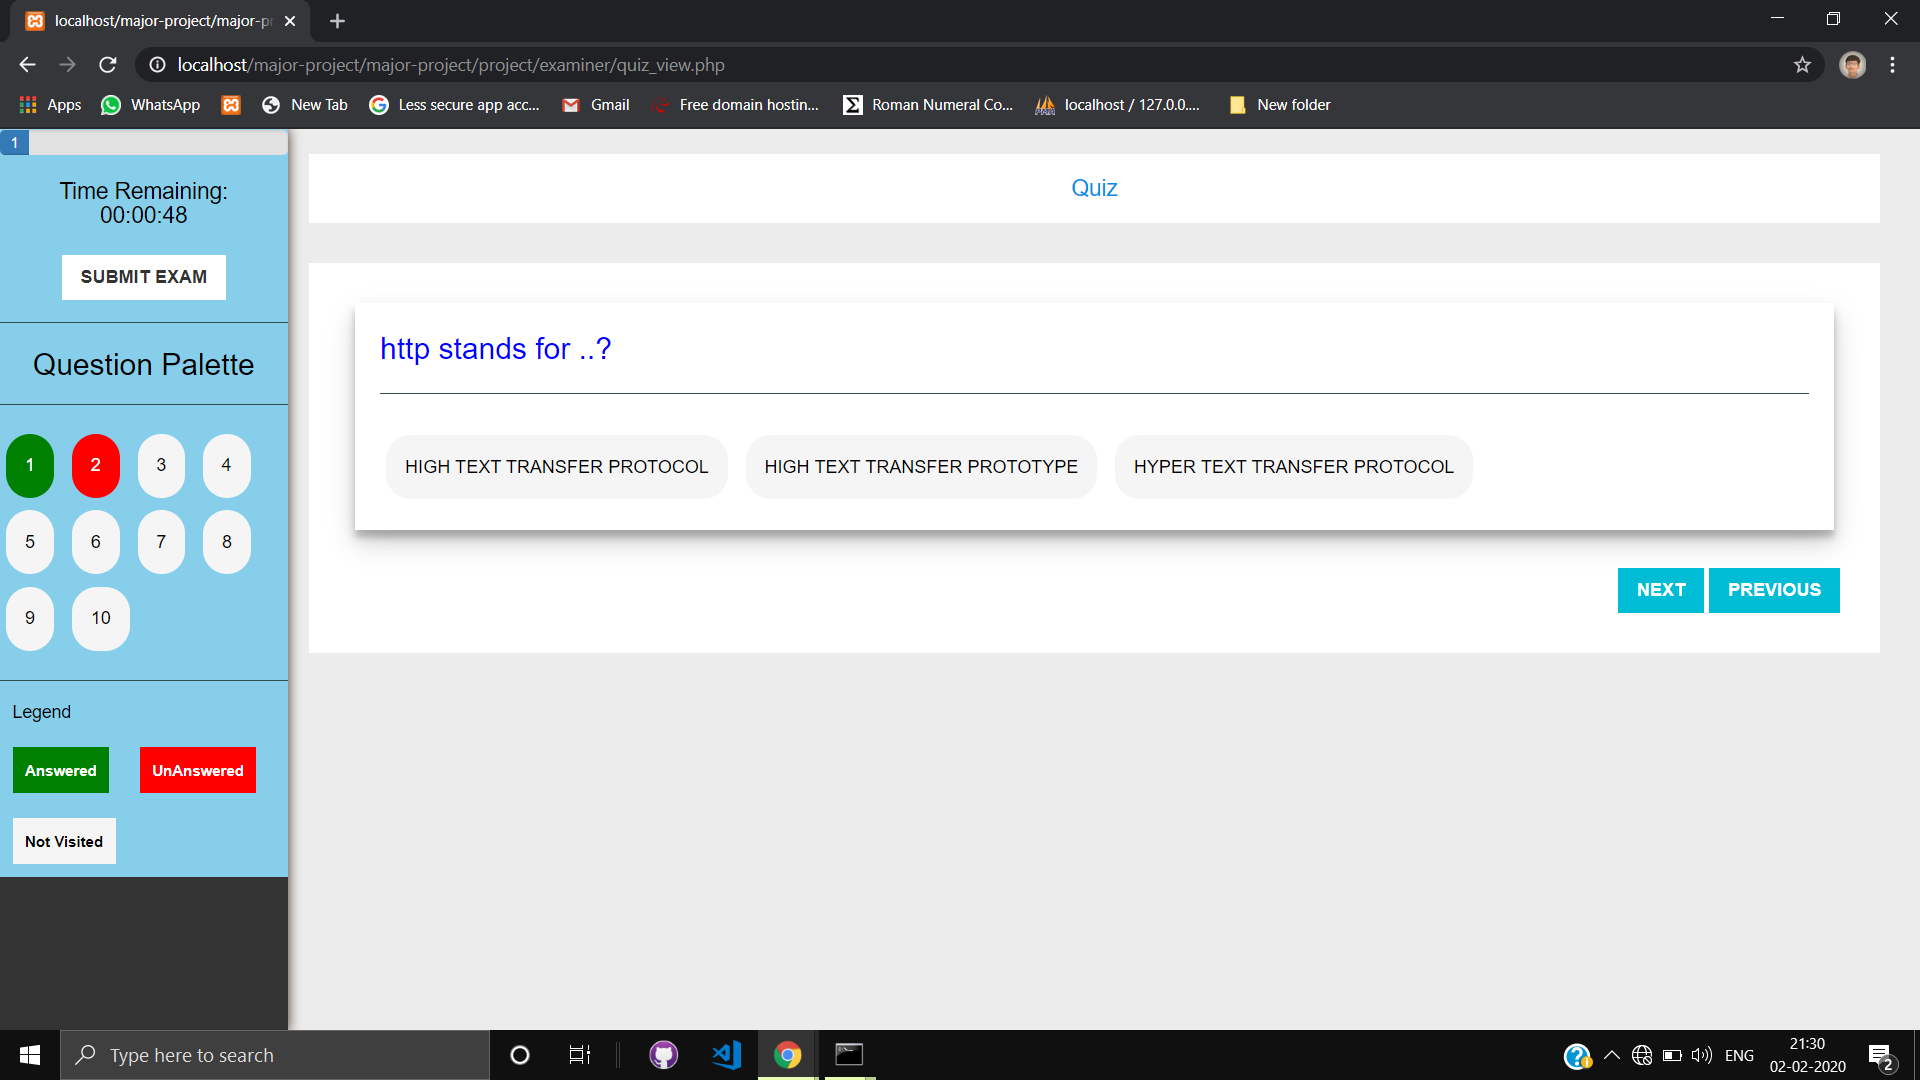 localhost/major-project/major-pr
localhost/major-project/major-project/project/examiner/quiz_view.php
Apps
WhatsApp
New Tab
Less secure app acc...
Gmail
Free domain hostin...
Roman Numeral Co...
localhost / 127.0.0....
New folder
1
Time Remaining:
00:00:48
SUBMIT EXAM
Question Palette
1 2 3 4
5 6 7 8
9 10
Legend
Answered UnAnswered
Not Visited
Quiz
http stands for ..?
HIGH TEXT TRANSFER PROTOCOL
HIGH TEXT TRANSFER PROTOTYPE
HYPER TEXT TRANSFER PROTOCOL
NEXT
PREVIOUS
Type here to search
ENG
21:30
02-02-2020
2